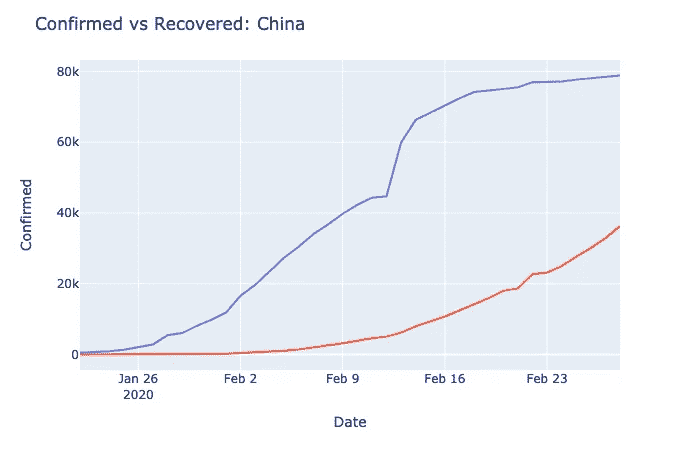 Confirmed vs Recovered: China
80k
60k
40k
20k
0
Confirmed
Jan 26
2020
Feb 2
Feb 9
Feb 16
Feb 23
Date